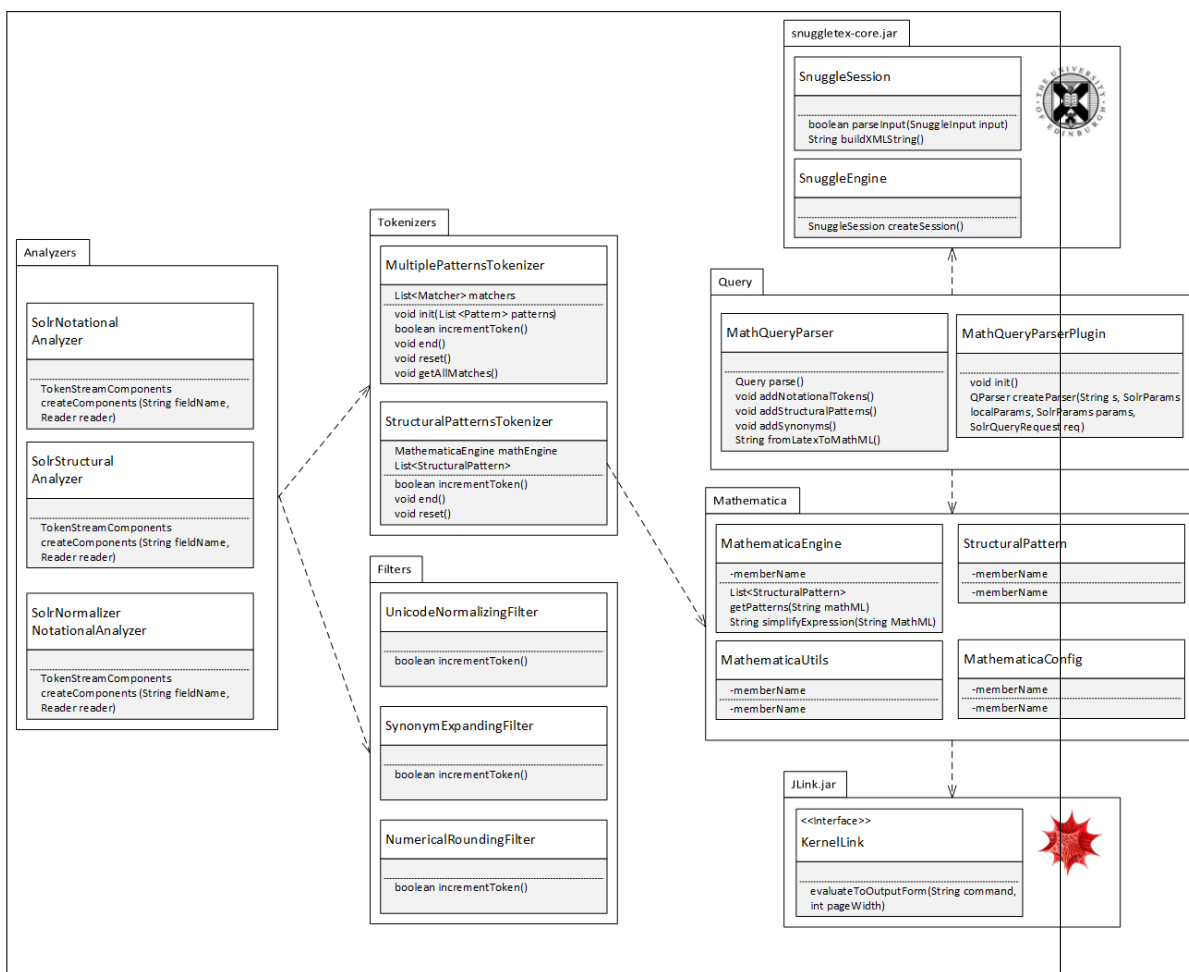 snuggletex-core.jar
SnuggleSession
boolean parseInput(SnuggleInput input)
String buildXMLString()
SnuggleEngine
SnuggleSession createSession()
THE UNIVERSITY OF EDINBURGH
Analyzers
SolrNotational
Analyzer
TokenStreamComponents
createComponents (String fieldName,
Reader reader)
SolrStructural
Analyzer
TokenStreamComponents
createComponents (String fieldName,
Reader reader)
SolrNormalizer
NotationalAnalyzer
TokenStreamComponents
createComponents (String fieldName,
Reader reader)
Tokenizers
MultiplePatternsTokenizer
List<Matcher> matchers
void init(List <Pattern> patterns)
boolean incrementToken()
void end()
void reset()
void getAllMatches()
StructuralPatternsTokenizer
MathematicaEngine mathEngine
List<StructuralPattern>
boolean incrementToken()
void end()
void reset()
Filters
UnicodeNormalizingFilter
boolean incrementToken()
SynonymExpandingFilter
boolean incrementToken()
NumericalRoundingFilter
boolean incrementToken()
Query
MathQueryParser
Query parse()
void addNotationalTokens()
void addStructuralPatterns()
void addSynonyms()
String fromLatexToMathML()
MathQueryParserPlugin
void init()
QParser createParser(String s, SolrParams
localParams, SolrParams params,
SolrQueryRequest req)
Mathematica
MathematicaEngine
-memberName
List<StructuralPattern>
getPatterns(String mathML)
String simplifyExpression(String MathML)
StructuralPattern
-memberName
-memberName
MathematicaUtils
-memberName
-memberName
MathematicaConfig
-memberName
-memberName
JLink.jar
<<Interface>>
KernelLink
evaluateToOutputForm(String command,
int pageWidth)